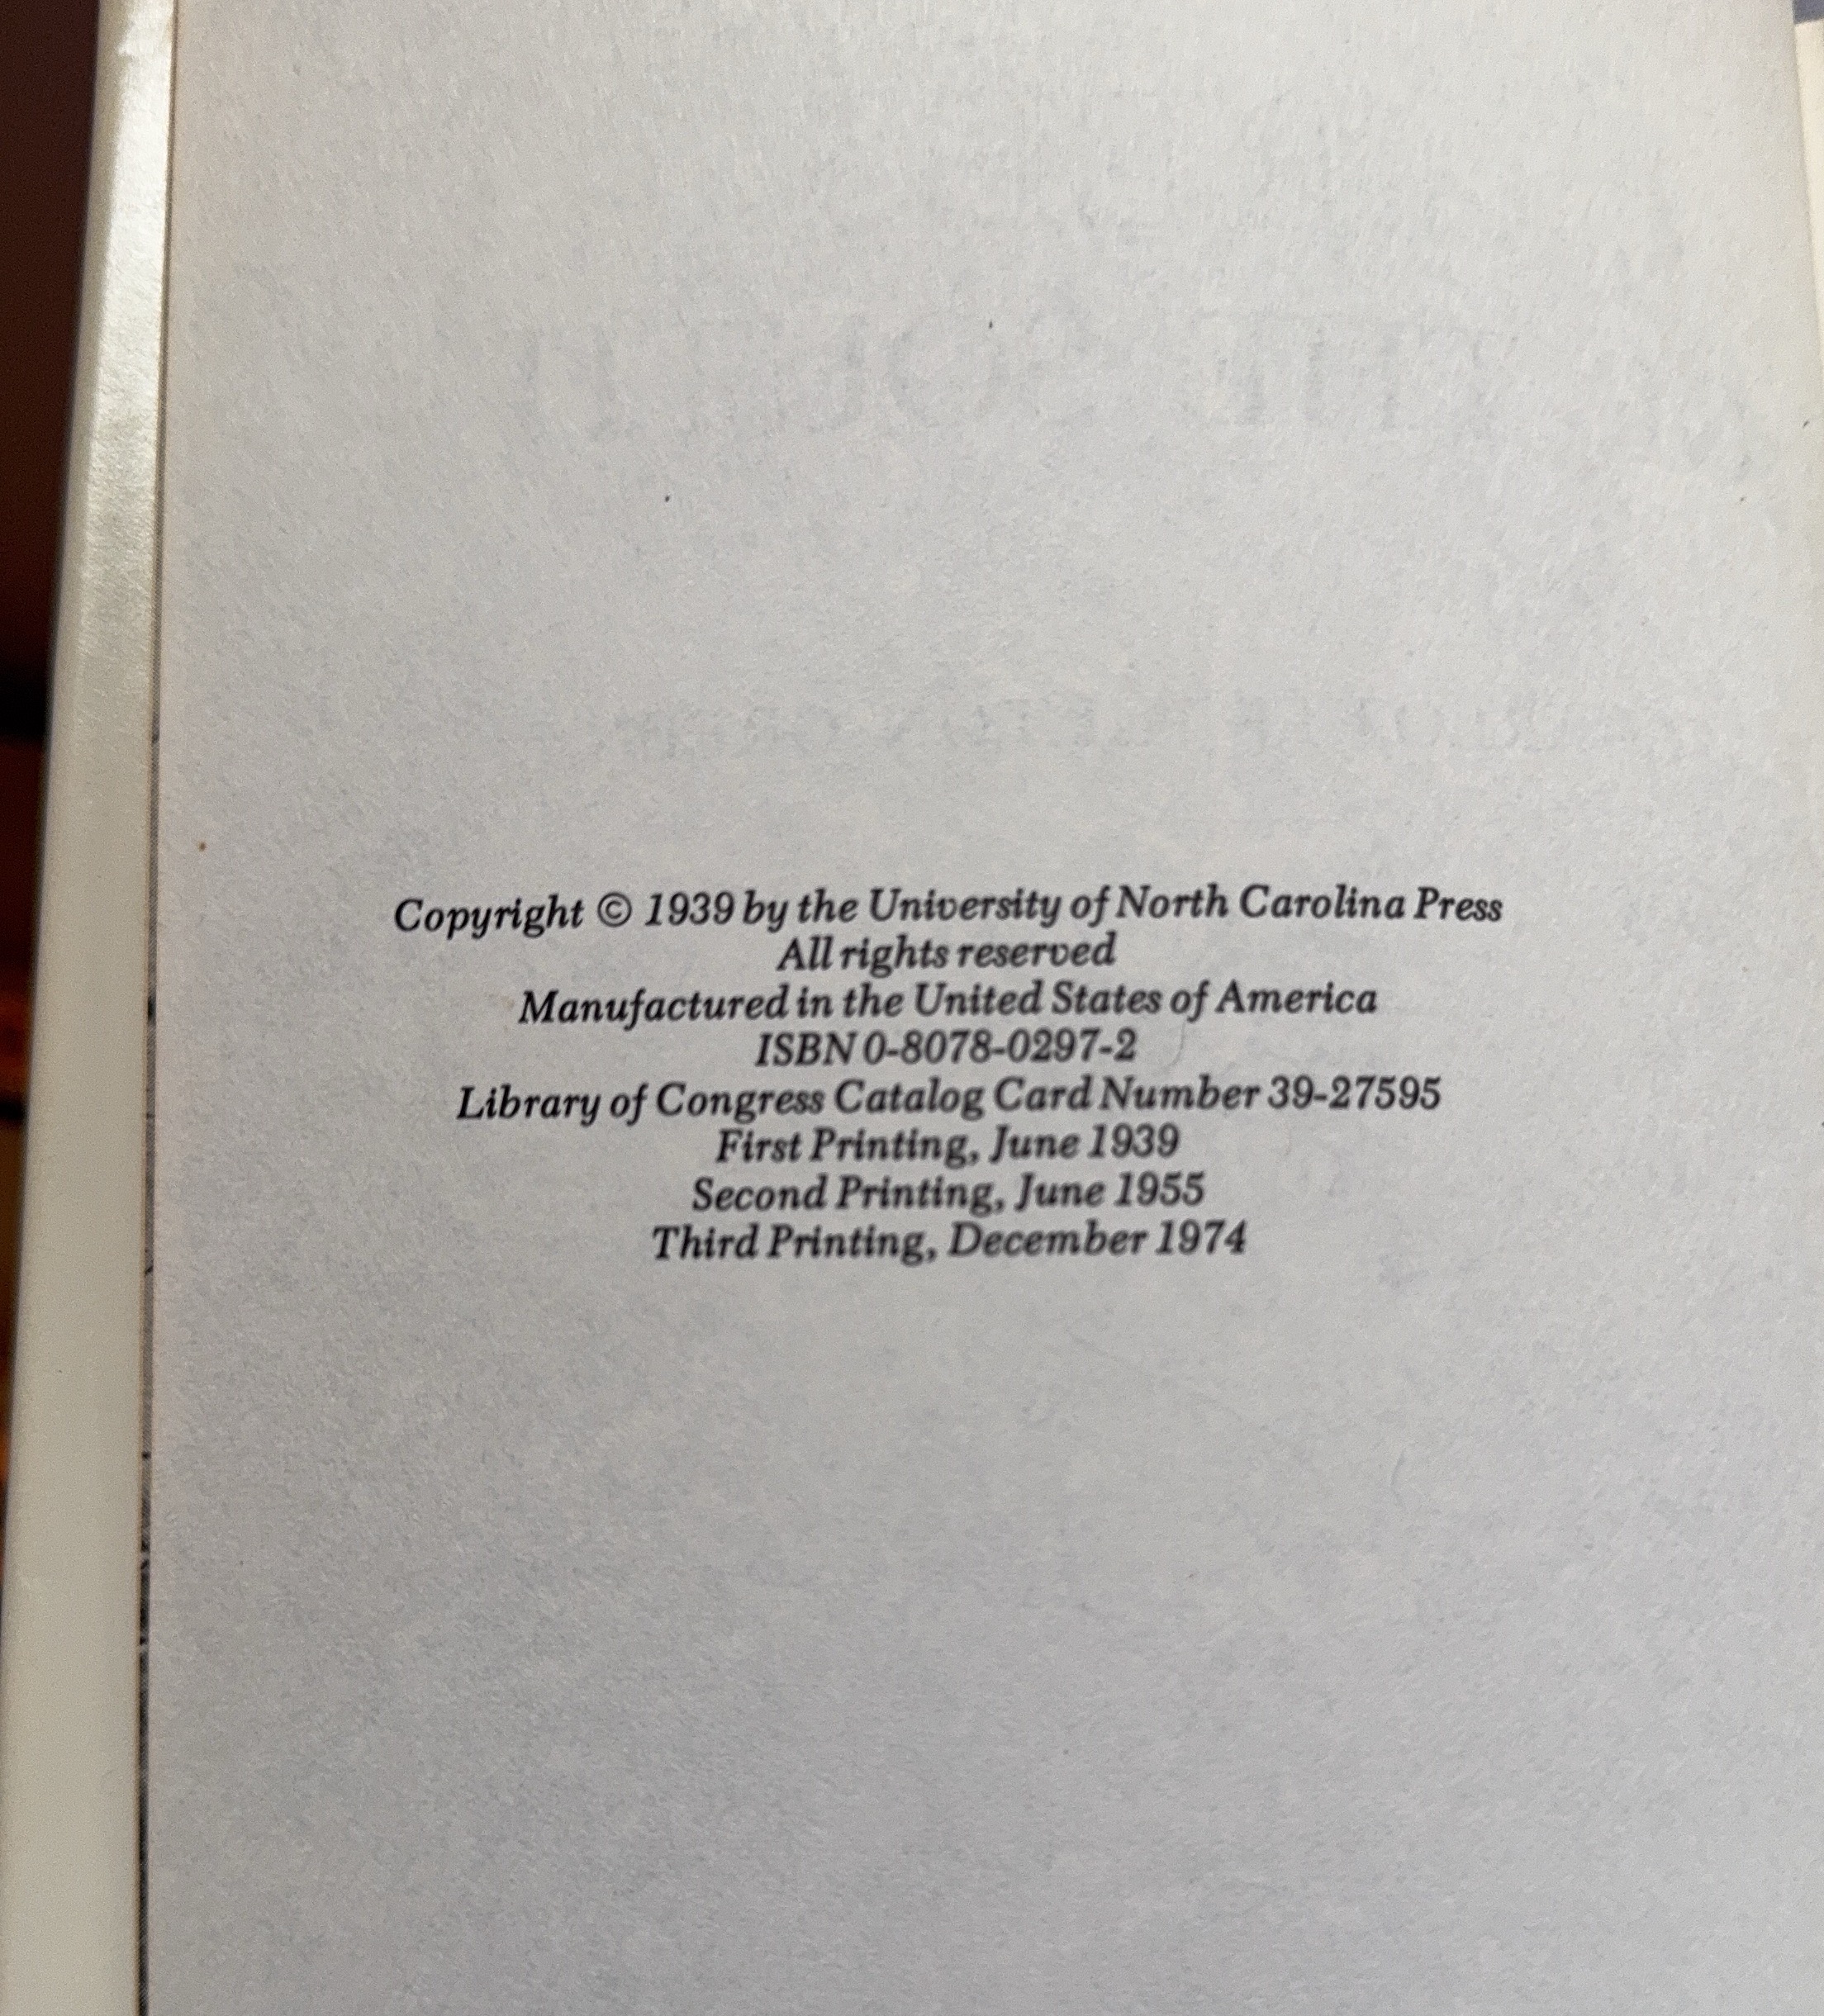 Copyright © 1939 by the University of North Carolina Press
All rights reserved
Manufactured in the United States of America
ISBN 0-8078-0297-2
Library of Congress Catalog Card Number 39-27595
First Printing, June 1939
Second Printing, June 1955
Third Printing, December 1974